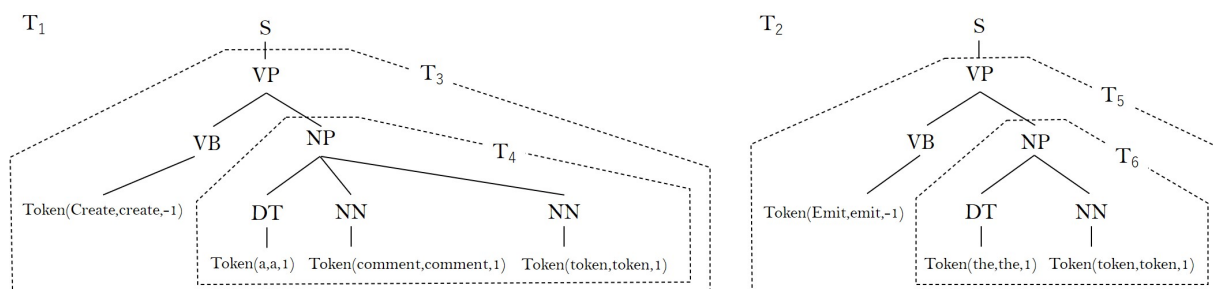 T1 S T2 S
VP T3 VP T5
VB NP T4 VB NP T6
Token(Create,create,-1) DT NN NN Token(Emit,emit,-1) DT NN
Token(a,a,1) Token(comment,comment,1) Token(token,token,1) Token(the,the,1) Token(token,token,1)